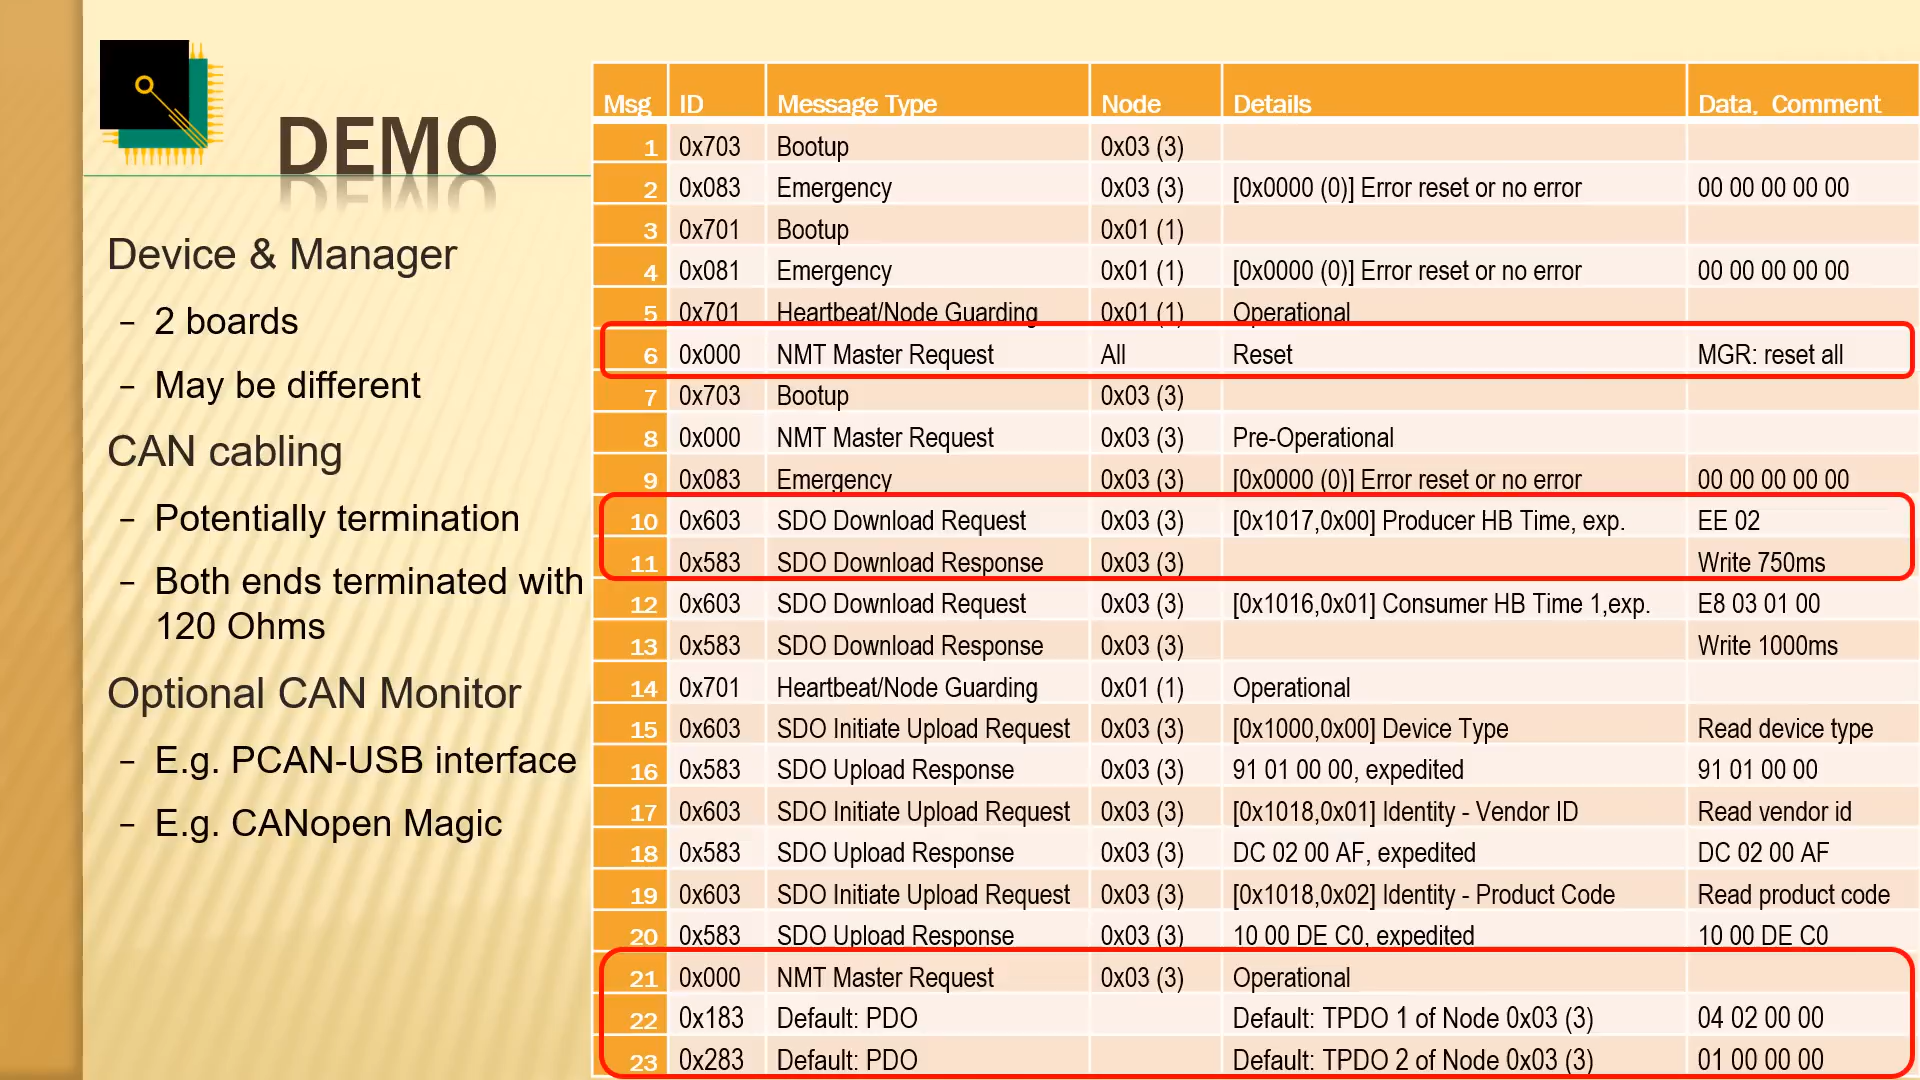 DEMO
Device & Manager
– 2 boards
– May be different
CAN cabling
– Potentially termination
– Both ends terminated with
120 Ohms
Optional CAN Monitor
– E.g. PCAN-USB interface
– E.g. CANopen Magic
Msg ID Message Type Node Details Data, Comment
1 0x703 Bootup 0x03 (3)
2 0x083 Emergency 0x03 (3) [0x0000 (0)] Error reset or no error 00 00 00 00 00
3 0x701 Bootup 0x01 (1)
4 0x081 Emergency 0x01 (1) [0x0000 (0)] Error reset or no error 00 00 00 00 00
5 0x701 Heartbeat/Node Guarding 0x01 (1) Operational
6 0x000 NMT Master Request All Reset MGR: reset all
7 0x703 Bootup 0x03 (3)
8 0x000 NMT Master Request 0x03 (3) Pre-Operational
9 0x083 Emergency 0x03 (3) [0x0000 (0)] Error reset or no error 00 00 00 00 00
10 0x603 SDO Download Request 0x03 (3) [0x1017,0x00] Producer HB Time, exp. EE 02
11 0x583 SDO Download Response 0x03 (3) Write 750ms
12 0x603 SDO Download Request 0x03 (3) [0x1016,0x01] Consumer HB Time 1,exp. E8 03 01 00
13 0x583 SDO Download Response 0x03 (3) Write 1000ms
14 0x701 Heartbeat/Node Guarding 0x01 (1) Operational
15 0x603 SDO Initiate Upload Request 0x03 (3) [0x1000,0x00] Device Type Read device type
16 0x583 SDO Upload Response 0x03 (3) 91 01 00 00, expedited 91 01 00 00
17 0x603 SDO Initiate Upload Request 0x03 (3) [0x1018,0x01] Identity - Vendor ID Read vendor id
18 0x583 SDO Upload Response 0x03 (3) DC 02 00 AF, expedited DC 02 00 AF
19 0x603 SDO Initiate Upload Request 0x03 (3) [0x1018,0x02] Identity - Product Code Read product code
20 0x583 SDO Upload Response 0x03 (3) 10 00 DE C0, expedited 10 00 DE C0
21 0x000 NMT Master Request 0x03 (3) Operational
22 0x183 Default: PDO Default: TPDO 1 of Node 0x03 (3) 04 02 00 00
23 0x283 Default: PDO Default: TPDO 2 of Node 0x03 (3) 01 00 00 00